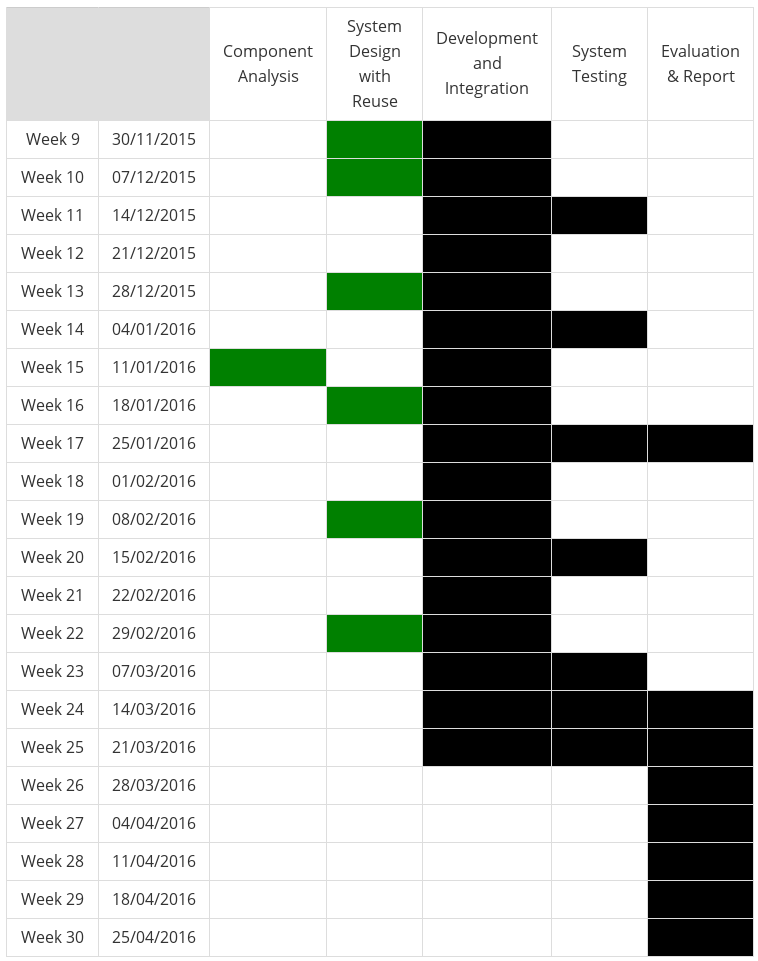 Component
Analysis
System
Design
with
Reuse
Development
and
Integration
System
Testing
Evaluation
& Report
Week 9 30/11/2015
Week 10 07/12/2015
Week 11 14/12/2015
Week 12 21/12/2015
Week 13 28/12/2015
Week 14 04/01/2016
Week 15 11/01/2016
Week 16 18/01/2016
Week 17 25/01/2016
Week 18 01/02/2016
Week 19 08/02/2016
Week 20 15/02/2016
Week 21 22/02/2016
Week 22 29/02/2016
Week 23 07/03/2016
Week 24 14/03/2016
Week 25 21/03/2016
Week 26 28/03/2016
Week 27 04/04/2016
Week 28 11/04/2016
Week 29 18/04/2016
Week 30 25/04/2016